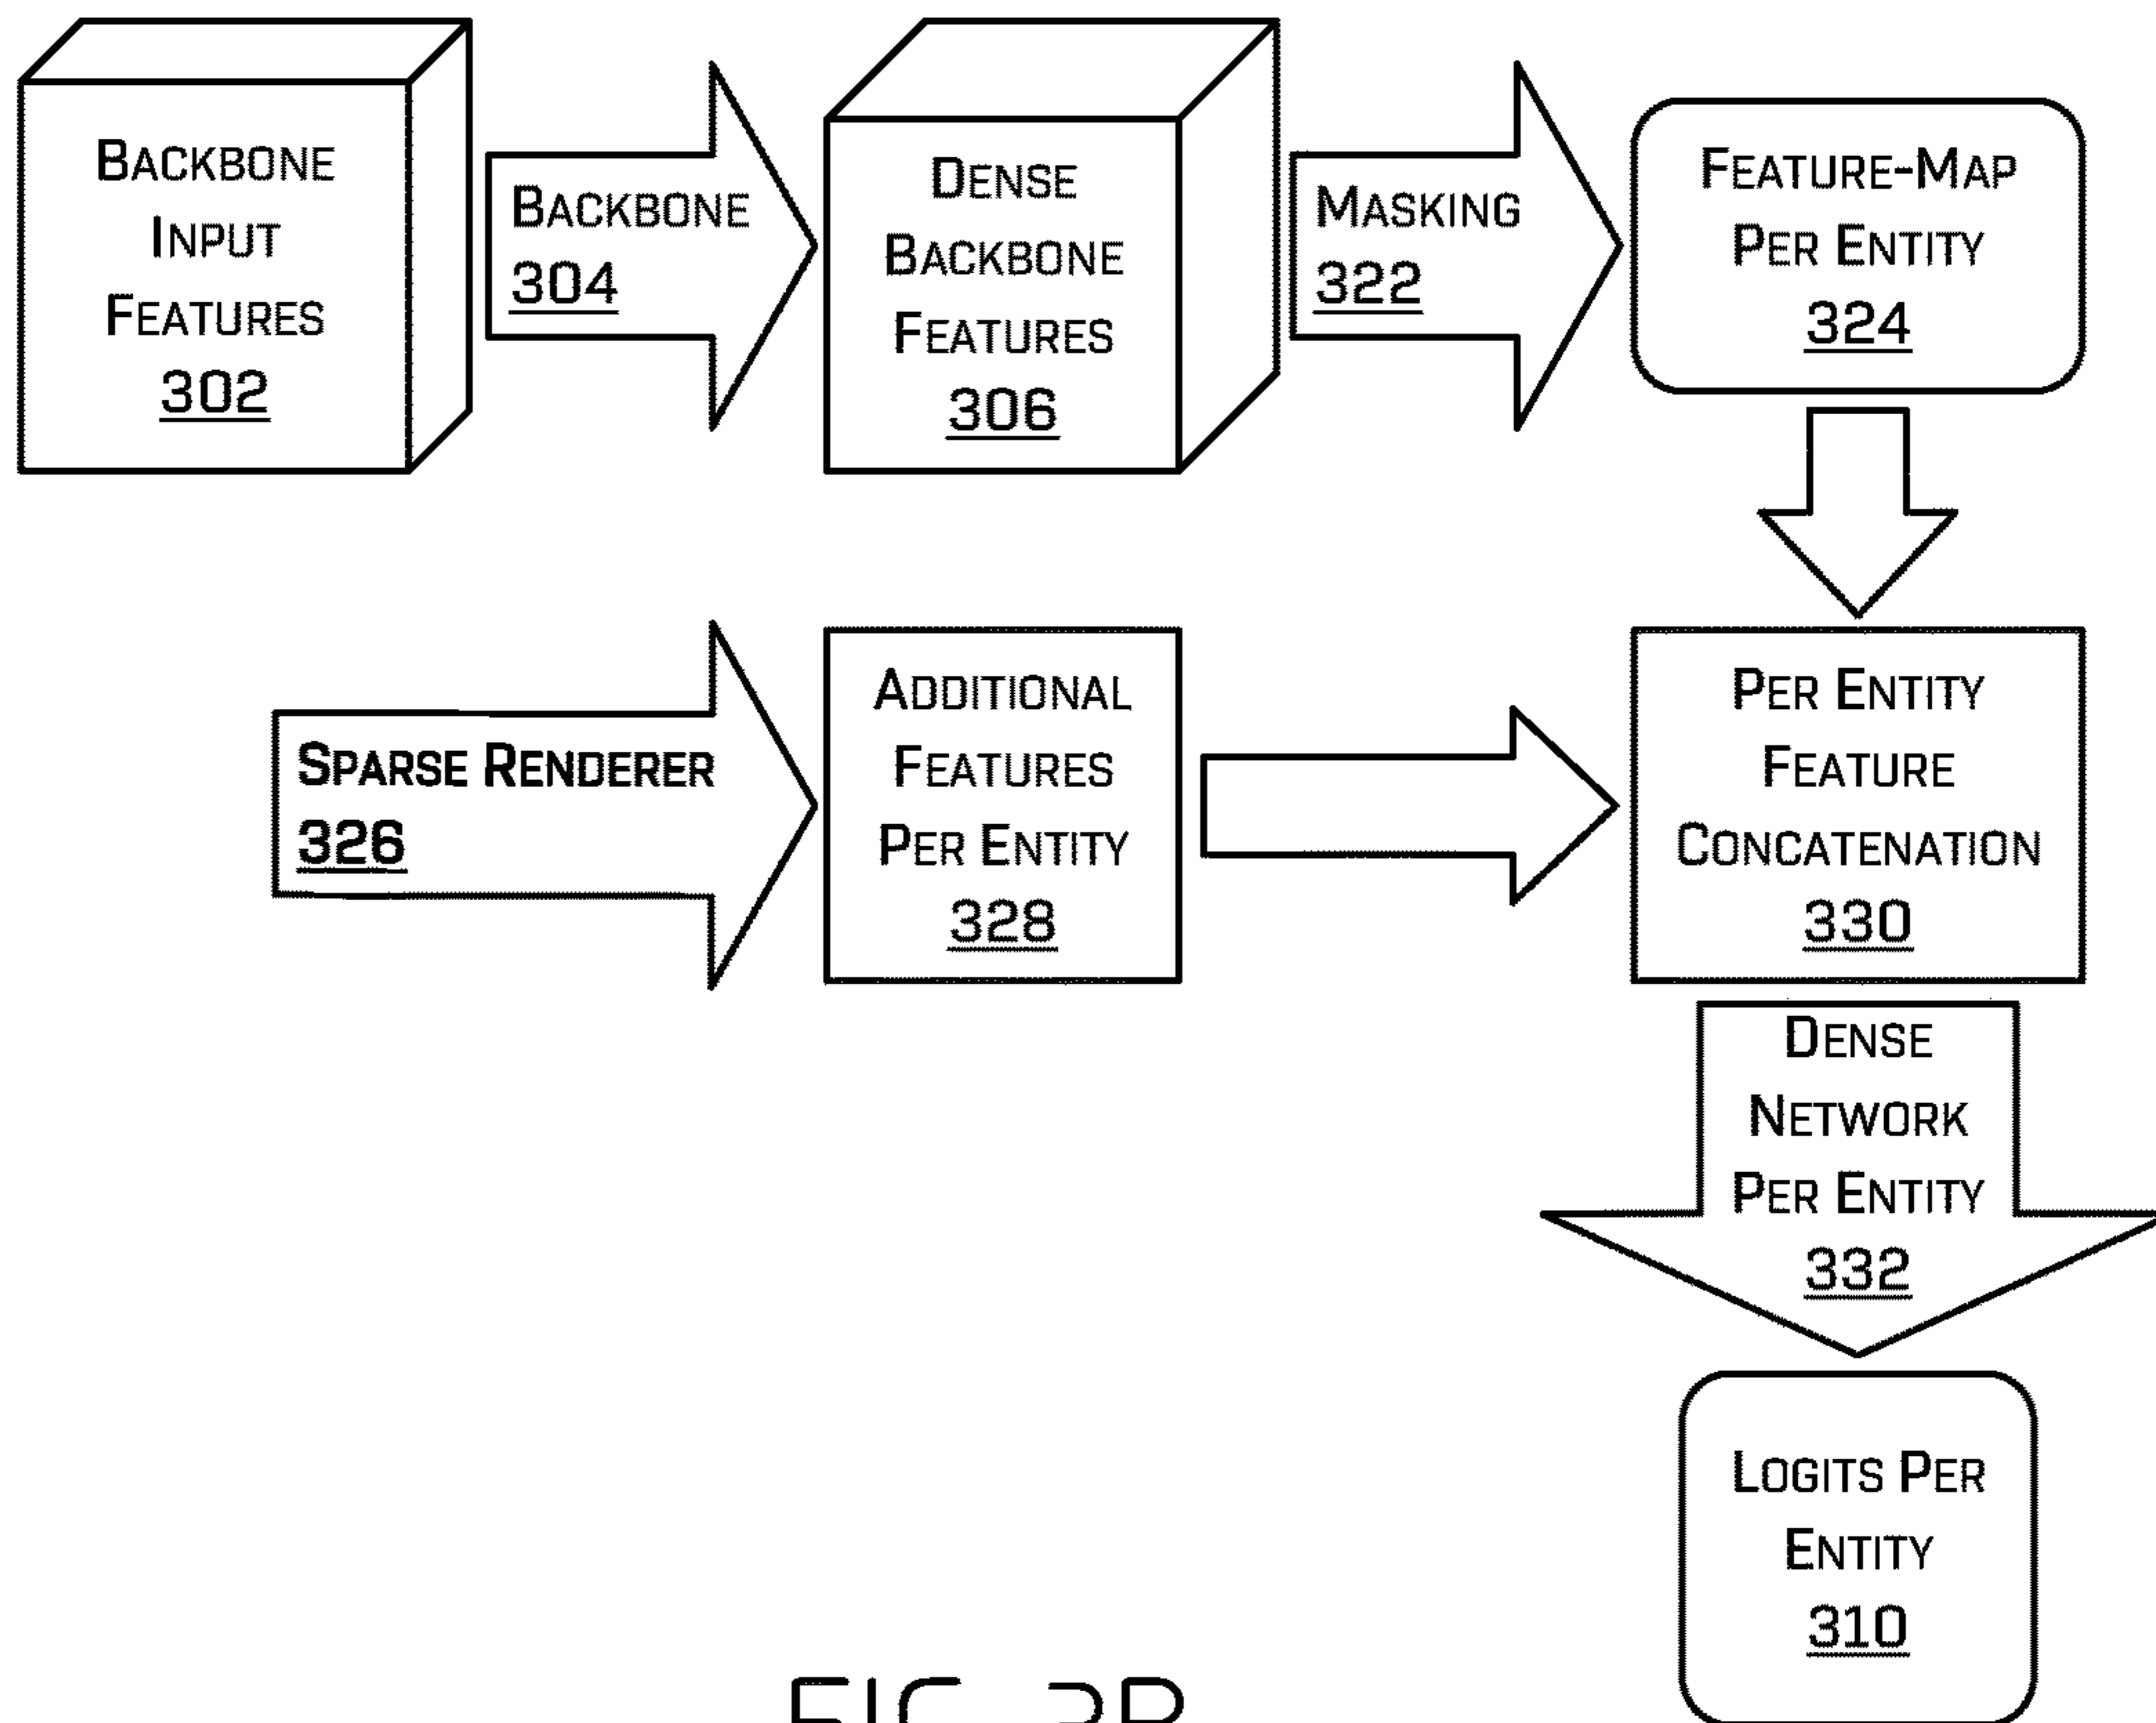 BACKBONE
INPUT
FEATURES
302
BACKBONE
304
DENSE
BACKBONE
FEATURES
306
MASKING
322
FEATURE-MAP
PER ENTITY
324
SPARSE RENDERER
326
ADDITIONAL
FEATURES
PER ENTITY
328
PER ENTITY
FEATURE
CONCATENATION
330
DENSE
NETWORK
PER ENTITY
332
LOGITS PER
ENTITY
310